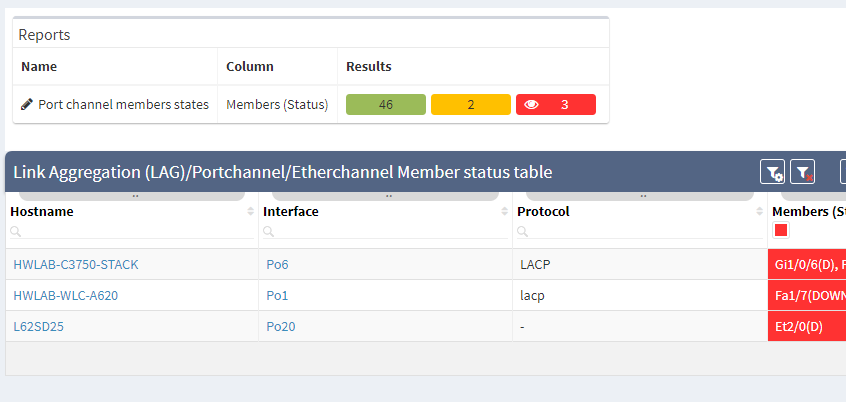 Reports
Name Column Results
Port channel members states Members (Status) 46 2 3
Link Aggregation (LAG)/Portchannel/Etherchannel Member status table
Hostname Interface Protocol Members (S
HWLAB-C3750-STACK Po6 LACP Gi1/0/6(D), F
HWLAB-WLC-A620 Po1 lacp Fa1/7(DOWN
L62SD25 Po20 - Et2/0(D)